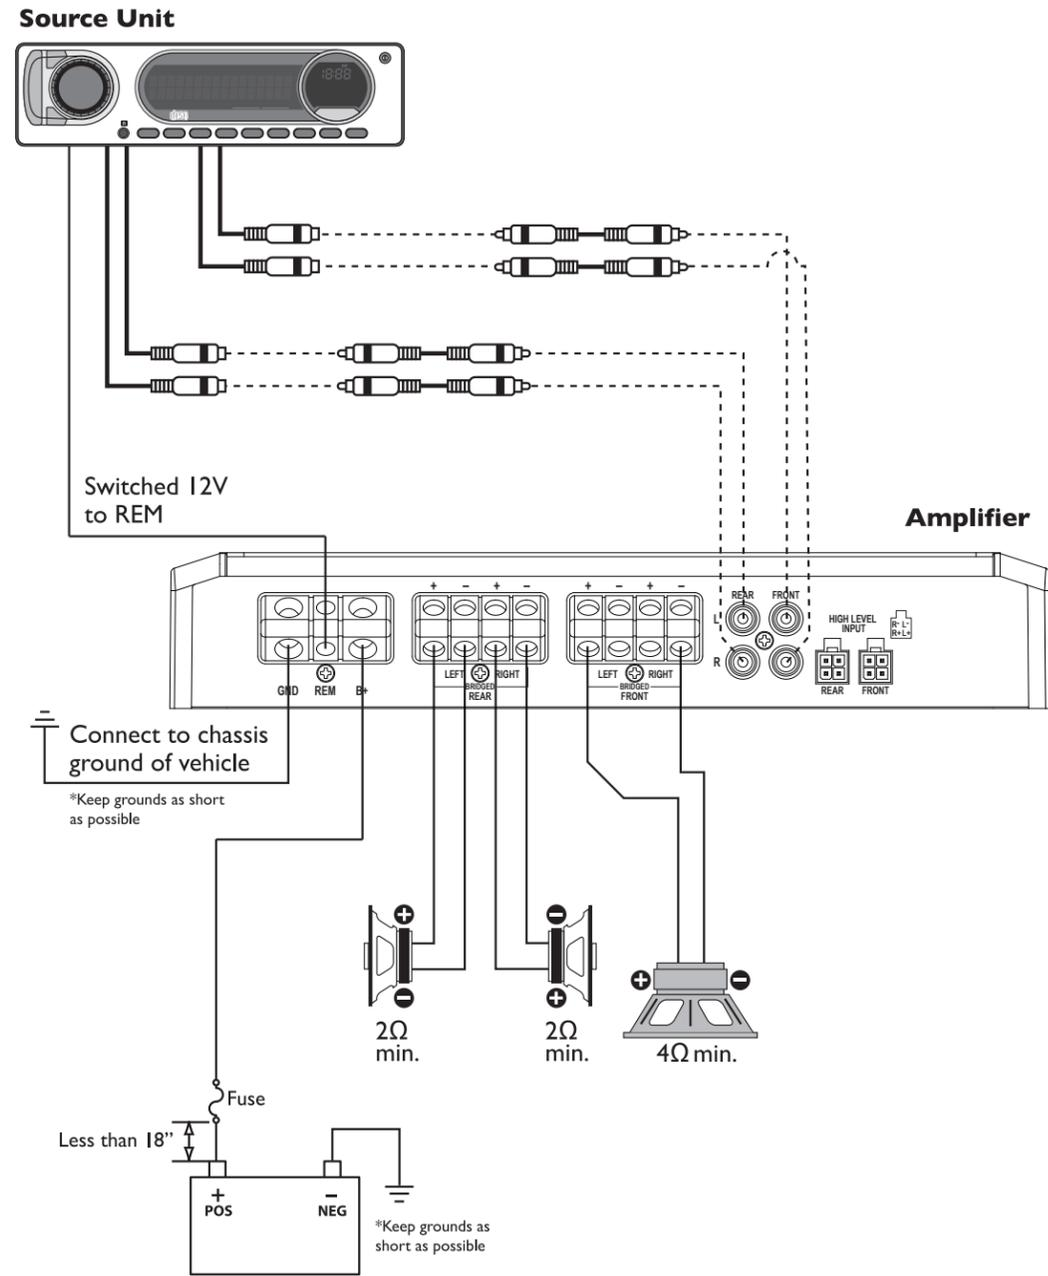 Source Unit
18:88
Switched 12V
to REM
Amplifier
+ – + –
+ – + –
REAR FRONT
L
R
HIGH LEVEL
INPUT
R- L-
R+ L+
REAR FRONT
LEFT RIGHT
BRIDGED
REAR
LEFT RIGHT
BRIDGED
FRONT
GND REM B+
Connect to chassis
ground of vehicle
*Keep grounds as short
as possible
+ – + –
– + 
2Ω
min.
2Ω
min.
4Ω min.
Fuse
Less than 18”
+
POS
–
NEG
*Keep grounds as
short as possible